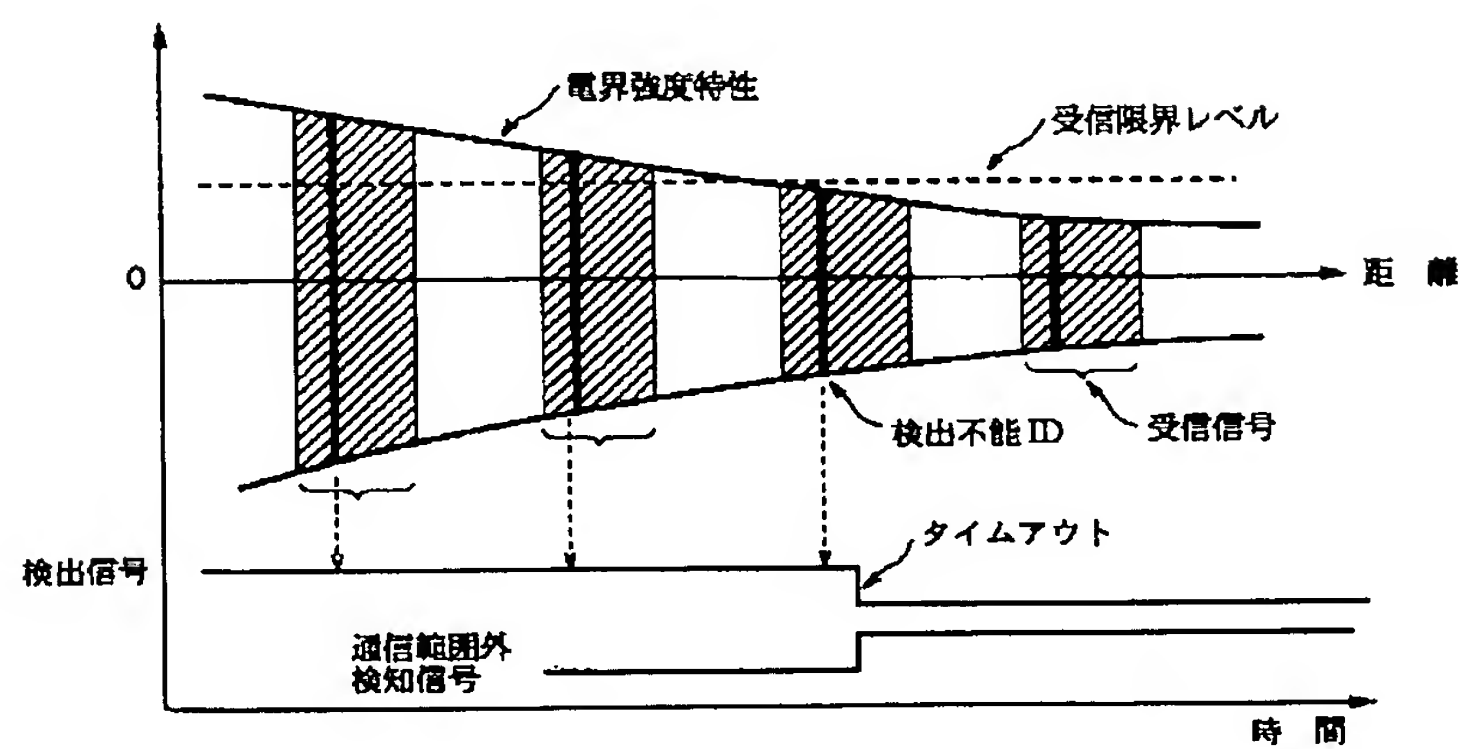 電界強度特性
受信限界レベル
0
距離
検出不能ID
受信信号
タイムアウト
検出信号
通信範囲外
検知信号
時間